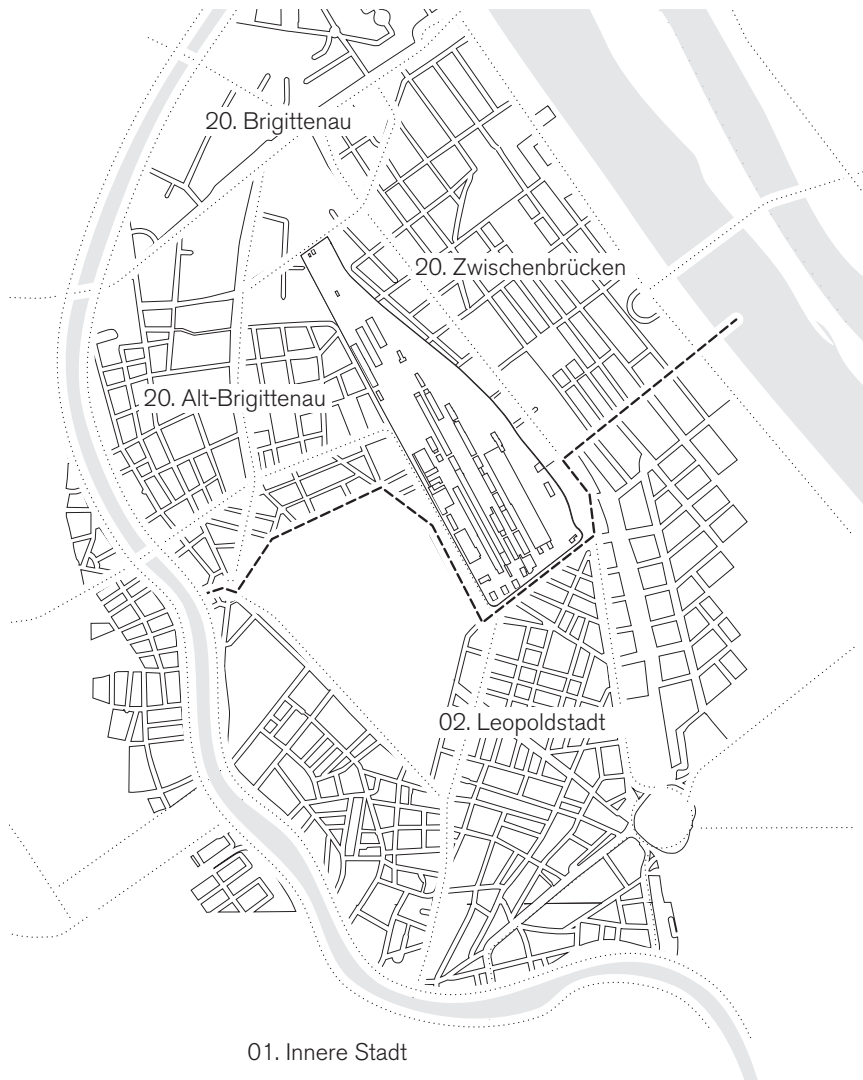 20. Brigittenau
20. Zwischenbrücken
20. Alt-Brigittenau
02. Leopoldstadt
01. Innere Stadt